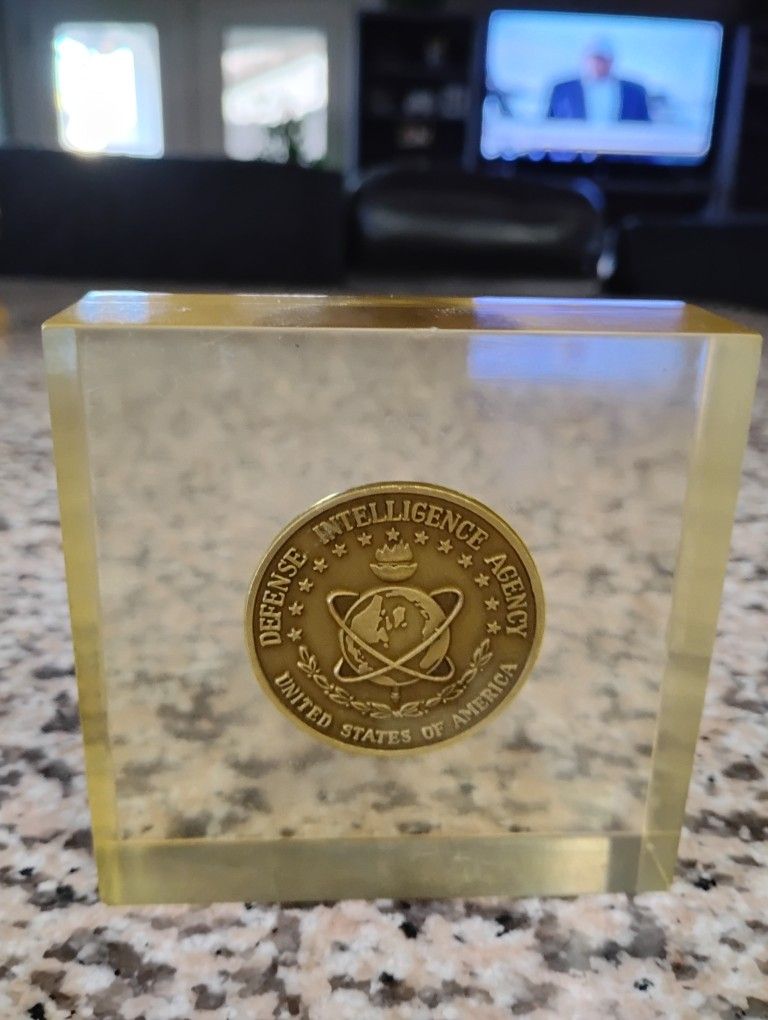 DEFENSE INTELLIGENCE AGENCY
UNITED STATES OF AMERICA